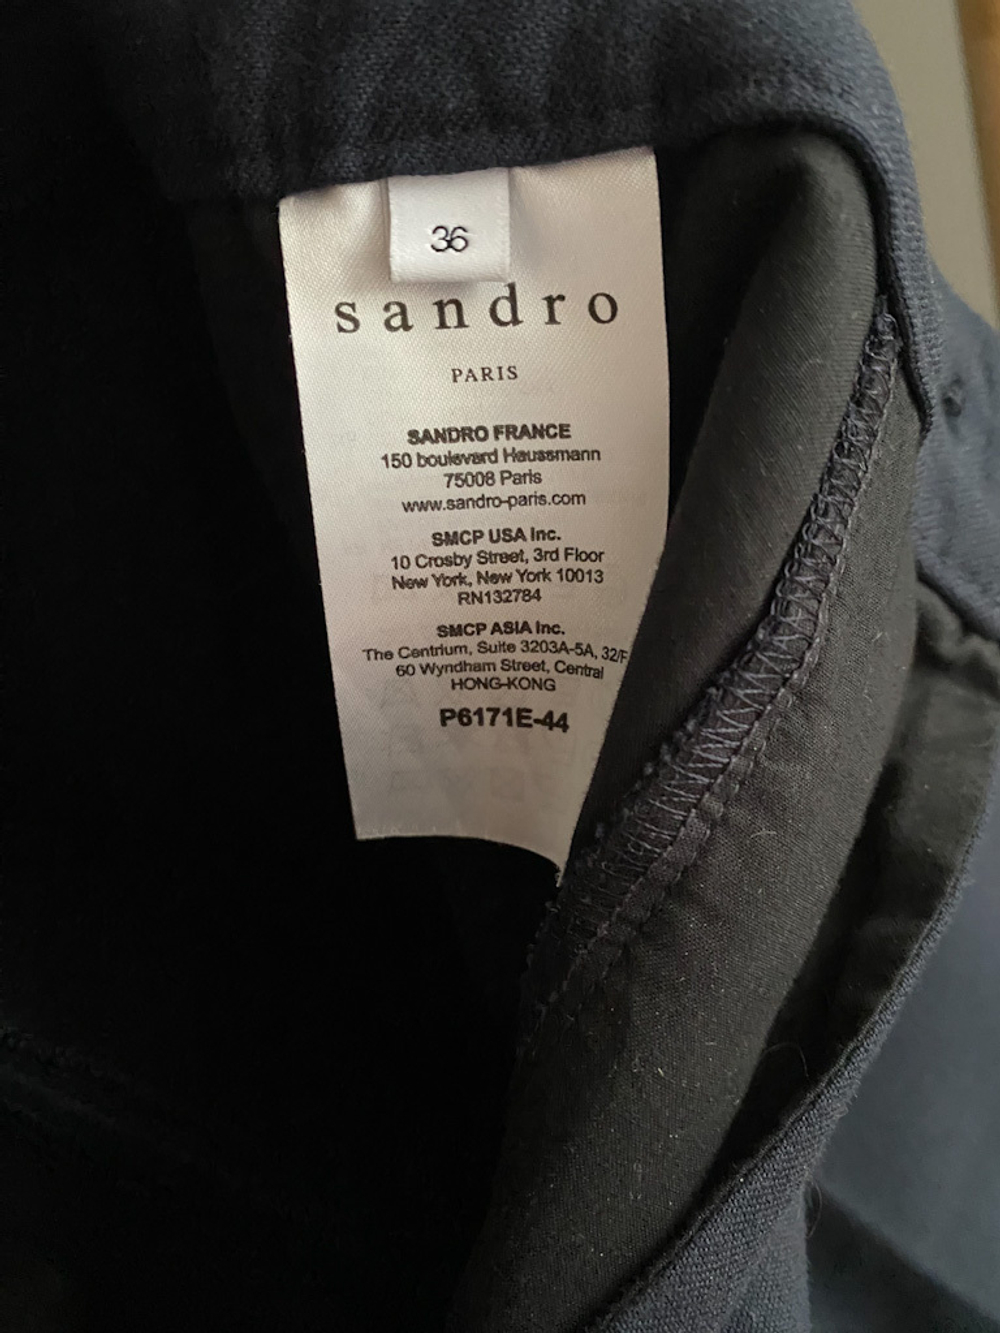 36
sandro
PARIS
SANDRO FRANCE
150 boulevard Haussmann
75008 Paris
www.sandro-paris.com
SMCP USA Inc.
10 Crosby Street, 3rd Floor
New York, New York 10013
RN132784
SMCP ASIA Inc.
The Centrium, Suite 3203A-5A, 32/F
60 Wyndham Street, Central
HONG-KONG
P6171E-44